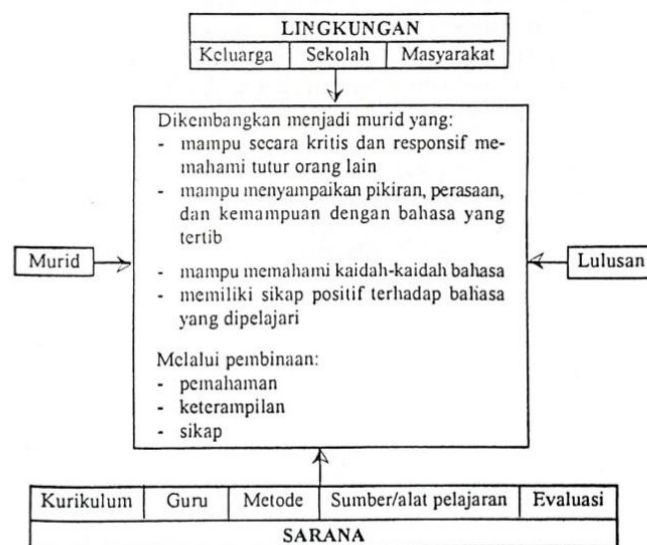 LINGKUNGAN
Keluarga Sekolah Masyarakat
Dikembangkan menjadi murid yang:
- mampu secara kritis dan responsif me-
mahami tutur orang lain
- mampu menyampaikan pikiran, perasaan,
dan kemampuan dengan bahasa yang
tertib
Murid
- mampu memahami kaidah-kaidah bahasa
- memiliki sikap positif terhadap bahasa
yang dipelajari
Lulusan
Melalui pembinaan:
- pemahaman
- keterampilan
- sikap
Kurikulum Guru Metode Sumber/alat pelajaran Evaluasi
SARANA